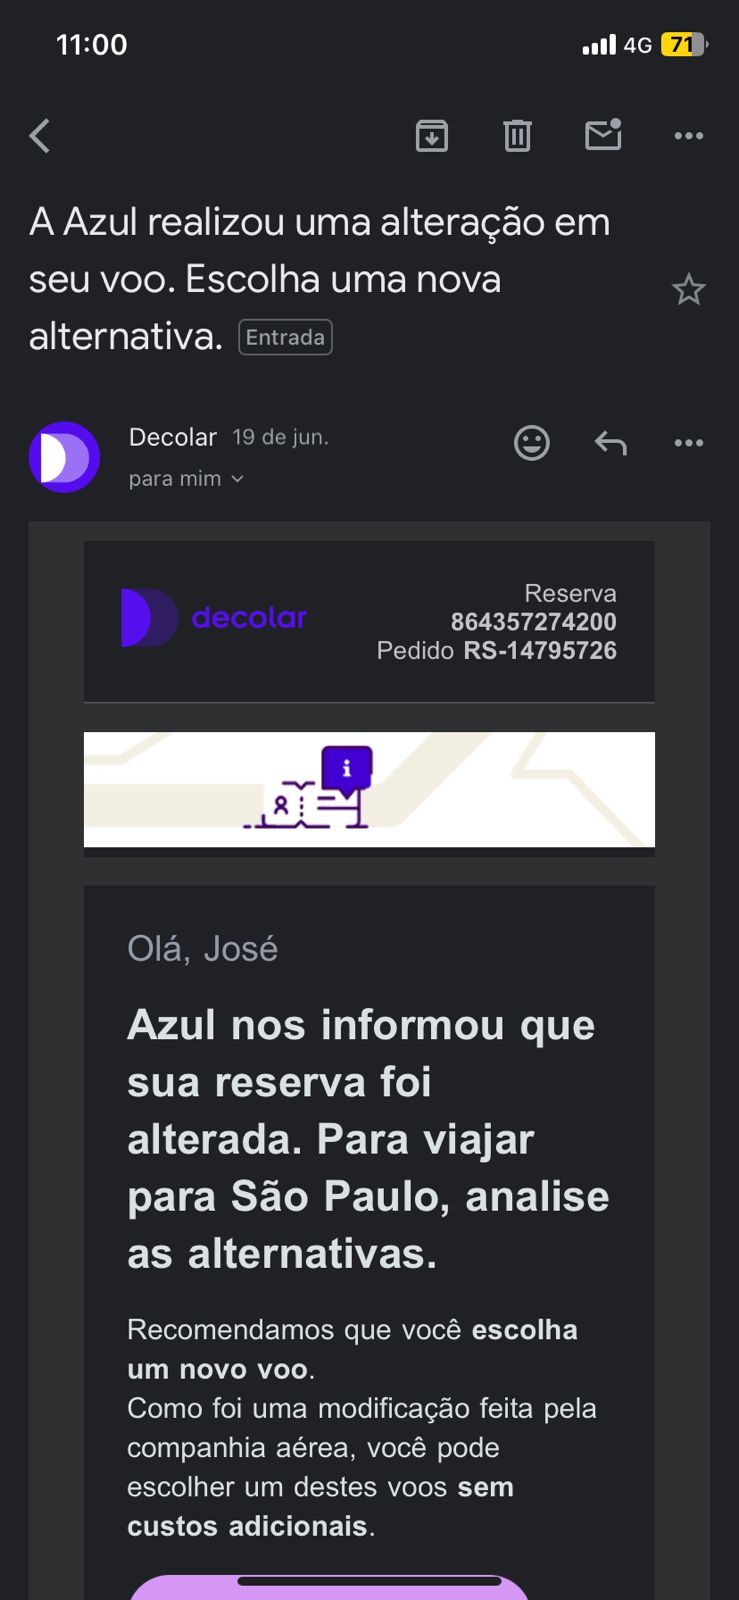 11:00
4G 71
A Azul realizou uma alteração em
seu voo. Escolha uma nova
alternativa. Entrada
Decolar 19 de jun.
para mim
decolar
Reserva
864357274200
Pedido RS-14795726
i
Olá, José
Azul nos informou que
sua reserva foi
alterada. Para viajar
para São Paulo, analise
as alternativas.
Recomendamos que você escolha
um novo voo.
Como foi uma modificação feita pela
companhia aérea, você pode
escolher um destes voos sem
custos adicionais.